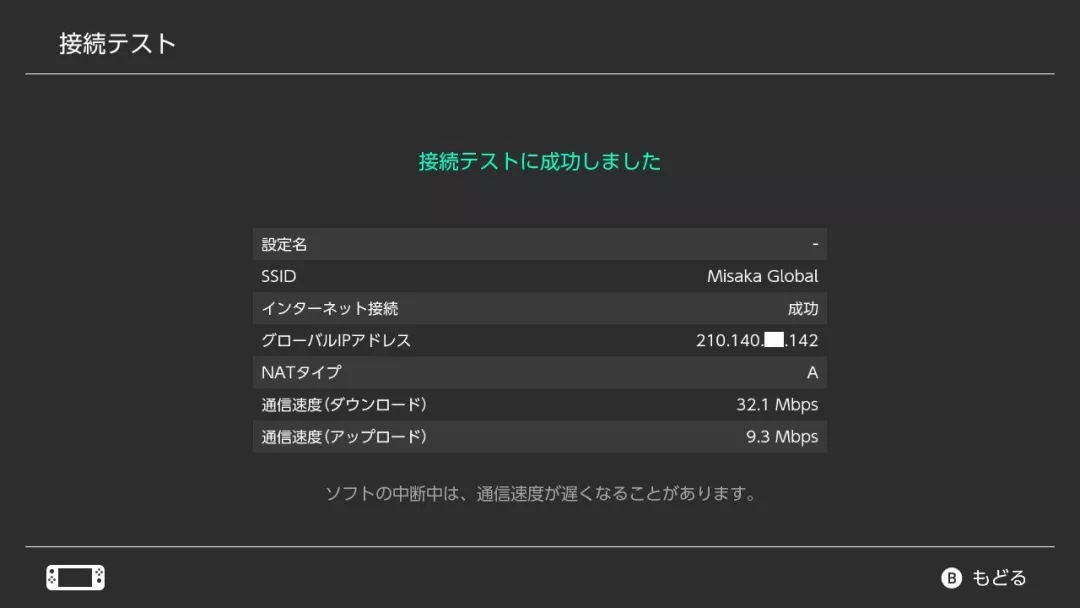 接続テスト
接続テストに成功しました
設定名 -
SSID Misaka Global
インターネット接続 成功
グローバルIPアドレス 210.140. .142
NATタイプ A
通信速度(ダウンロード) 32.1 Mbps
通信速度(アップロード) 9.3 Mbps
ソフトの中断中は、通信速度が遅くなることがあります。
B もどる